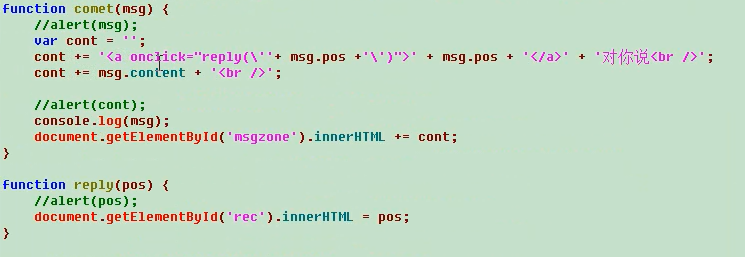 function comet(msg) {
    //alert(msg);
    var cont = '';
    cont += '<a onclick="reply(\''+ msg.pos +'\')">' + msg.pos + '</a>' + '对你说<br />';
    cont += msg.content + '<br />';

    //alert(cont);
    console.log(msg);
    document.getElementById('msgzone').innerHTML += cont;
}

function reply(pos) {
    //alert(pos);
    document.getElementById('rec').innerHTML = pos;
}